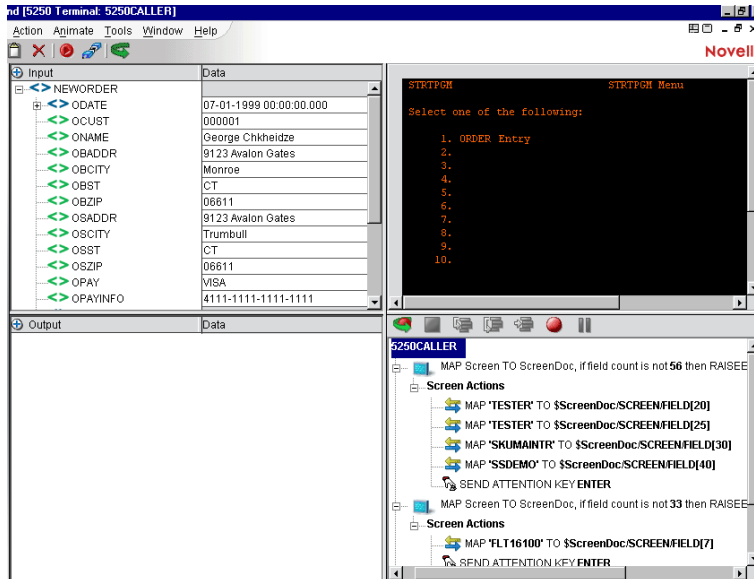 nd [5250 Terminal: 5250CALLER]
Action Animate Tools Window Help
Novell
Input Data
NEWORDER
ODATE 07-01-1999 00:00:00.000
OCUST 000001
ONAME George Chkheidze
OBADDR 9123 Avalon Gates
OBCITY Monroe
OBST CT
OBZIP 06611
OSADDR 9123 Avalon Gates
OSCITY Trumbull
OSST CT
OSZIP 06611
OPAY VISA
OPAYINFO 4111-1111-1111-1111
STRTPGM STRTPGM Menu
Select one of the following:
1. ORDER Entry
2.
3.
4.
5.
6.
7.
8.
9.
10.
Output Data
5250CALLER
MAP Screen TO ScreenDoc, if field count is not 56 then RAISEE
Screen Actions
MAP 'TESTER' TO $ScreenDoc/SCREEN/FIELD[20]
MAP 'TESTER' TO $ScreenDoc/SCREEN/FIELD[25]
MAP 'SKUMAINTR' TO $ScreenDoc/SCREEN/FIELD[30]
MAP 'SSDEMO' TO $ScreenDoc/SCREEN/FIELD[40]
SEND ATTENTION KEY ENTER
MAP Screen TO ScreenDoc, if field count is not 33 then RAISEE
Screen Actions
MAP 'FLT16100' TO $ScreenDoc/SCREEN/FIELD[7]
SEND ATTENTION KEY ENTER